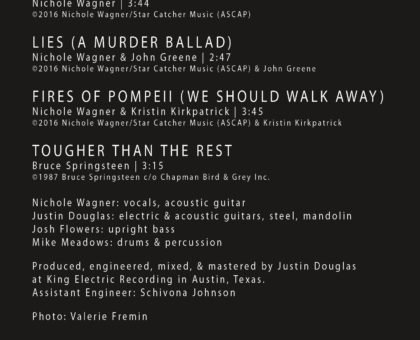 Nichole Wagner | 3:44
©2016 Nichole Wagner/Star Catcher Music (ASCAP)
LIES (A MURDER BALLAD)
Nichole Wagner & John Greene | 2:47
©2016 Nichole Wagner/Star Catcher Music (ASCAP) & John Greene
FIRES OF POMPEII (WE SHOULD WALK AWAY)
Nichole Wagner & Kristin Kirkpatrick | 3:45
©2016 Nichole Wagner/Star Catcher Music (ASCAP) & Kristin Kirkpatrick
TOUGHER THAN THE REST
Bruce Springsteen | 3:15
©1987 Bruce Springsteen c/o Chapman Bird & Grey Inc.
Nichole Wagner: vocals, acoustic guitar
Justin Douglas: electric & acoustic guitars, steel, mandolin
Josh Flowers: upright bass
Mike Meadows: drums & percussion
Produced, engineered, mixed, & mastered by Justin Douglas
at King Electric Recording in Austin, Texas.
Assistant Engineer: Schivona Johnson
Photo: Valerie Fremin